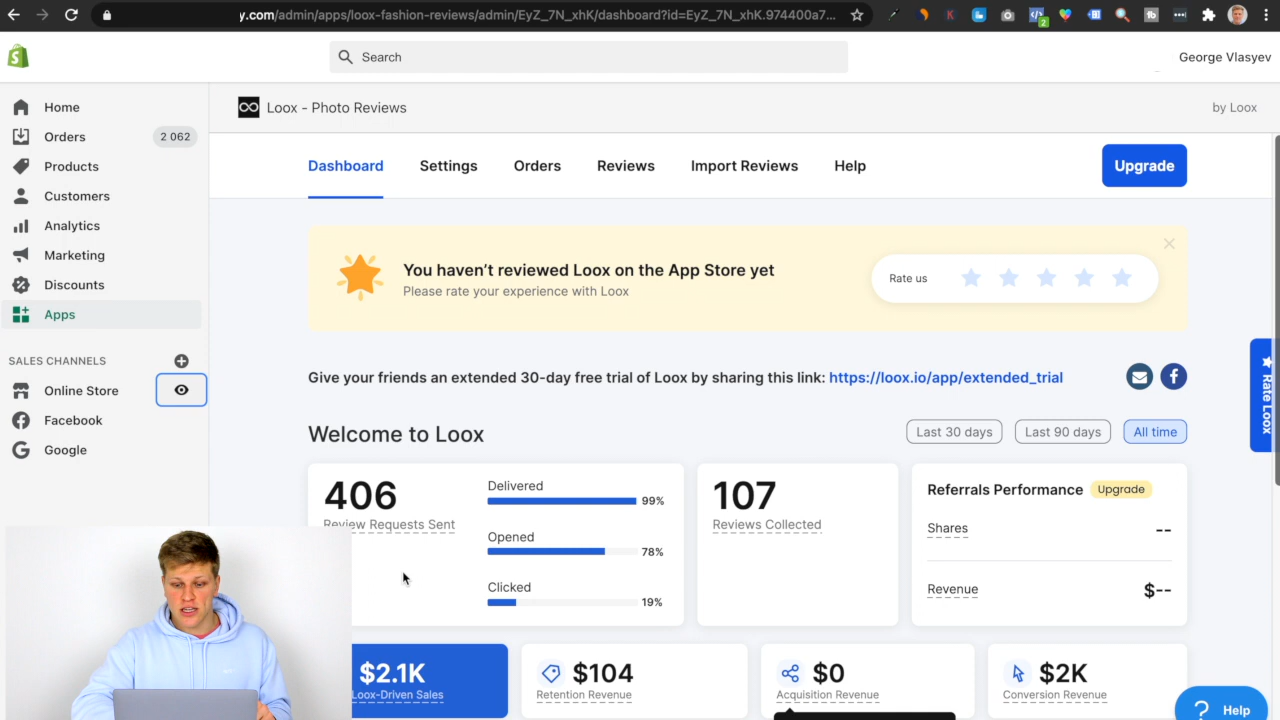 y.com/admin/apps/loox-fashion-reviews/admin/EyZ_7N_xhK/dashboard?id=EyZ_7N_xhK.974400a7...
Search
George Vlasyev
Home
Orders 2 062
Products
Customers
Analytics
Marketing
Discounts
Apps
SALES CHANNELS
Online Store
Facebook
Google
Loox - Photo Reviews
by Loox
Dashboard Settings Orders Reviews Import Reviews Help Upgrade
You haven't reviewed Loox on the App Store yet
Please rate your experience with Loox
Rate us
Give your friends an extended 30-day free trial of Loox by sharing this link: https://loox.io/app/extended_trial
Rate Loox
Welcome to Loox
Last 30 days Last 90 days All time
406
Review Requests Sent
Delivered
99%
Opened
78%
Clicked
19%
107
Reviews Collected
Referrals Performance Upgrade
Shares --
Revenue $--
$2.1K
Loox-Driven Sales
$104
Retention Revenue
$0
Acquisition Revenue
$2K
Conversion Revenue
? Help